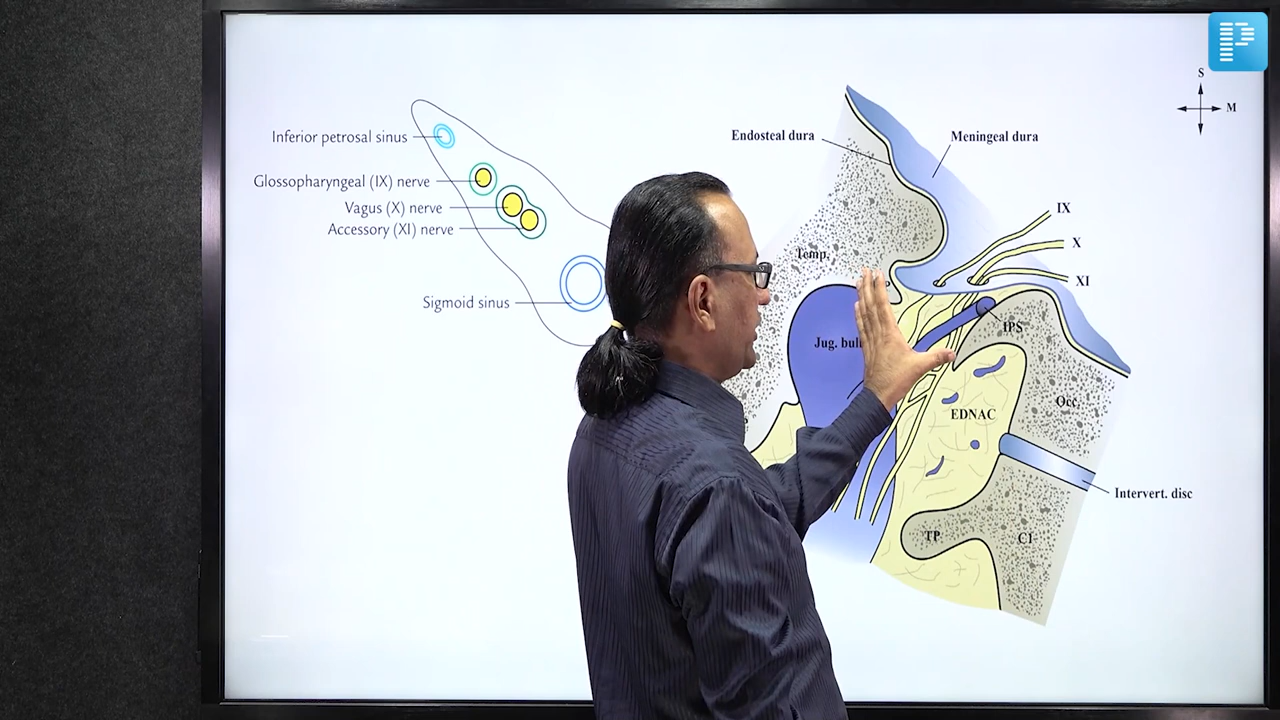 P
S
M
Inferior petrosal sinus
Glossopharyngeal (IX) nerve
Vagus (X) nerve
Accessory (XI) nerve
Sigmoid sinus
Endosteal dura
Meningeal dura
IX
X
XI
Temp.
IPS
Jug.
Occ.
EDNAC
Intervert. disc
TP
C1